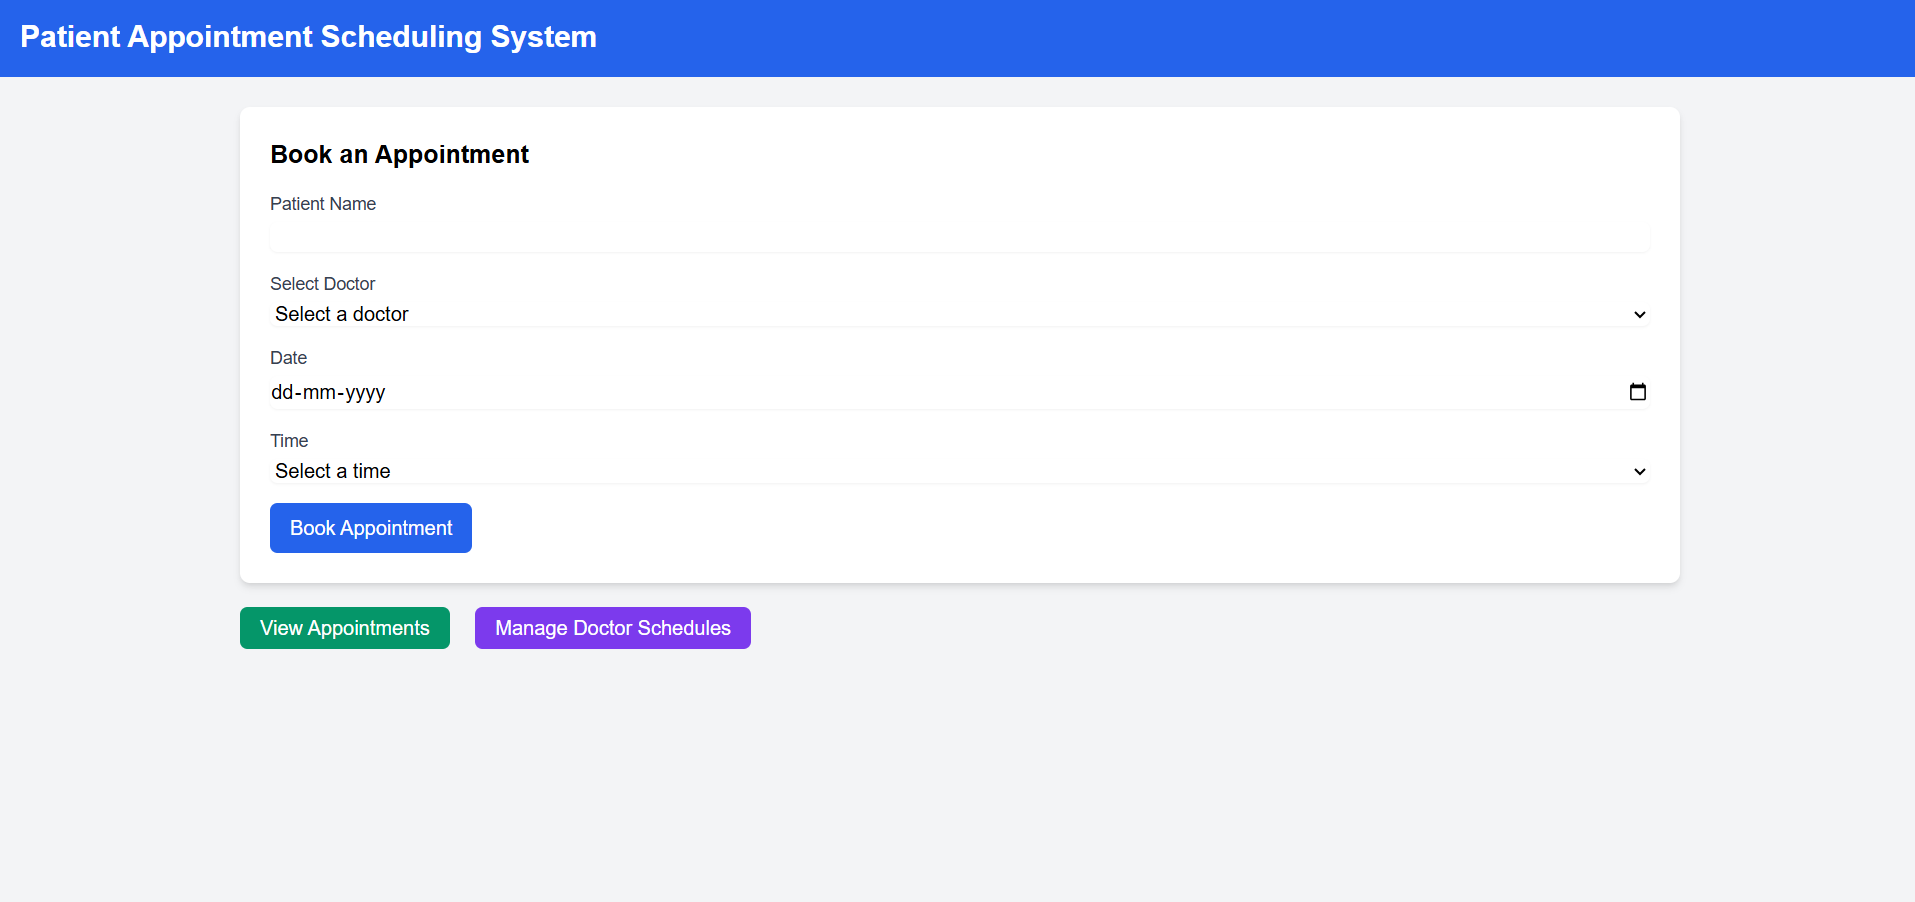 Patient Appointment Scheduling System
Book an Appointment
Patient Name
Select Doctor
Select a doctor
Date
dd-mm-yyyy
Time
Select a time
Book Appointment
View Appointments
Manage Doctor Schedules